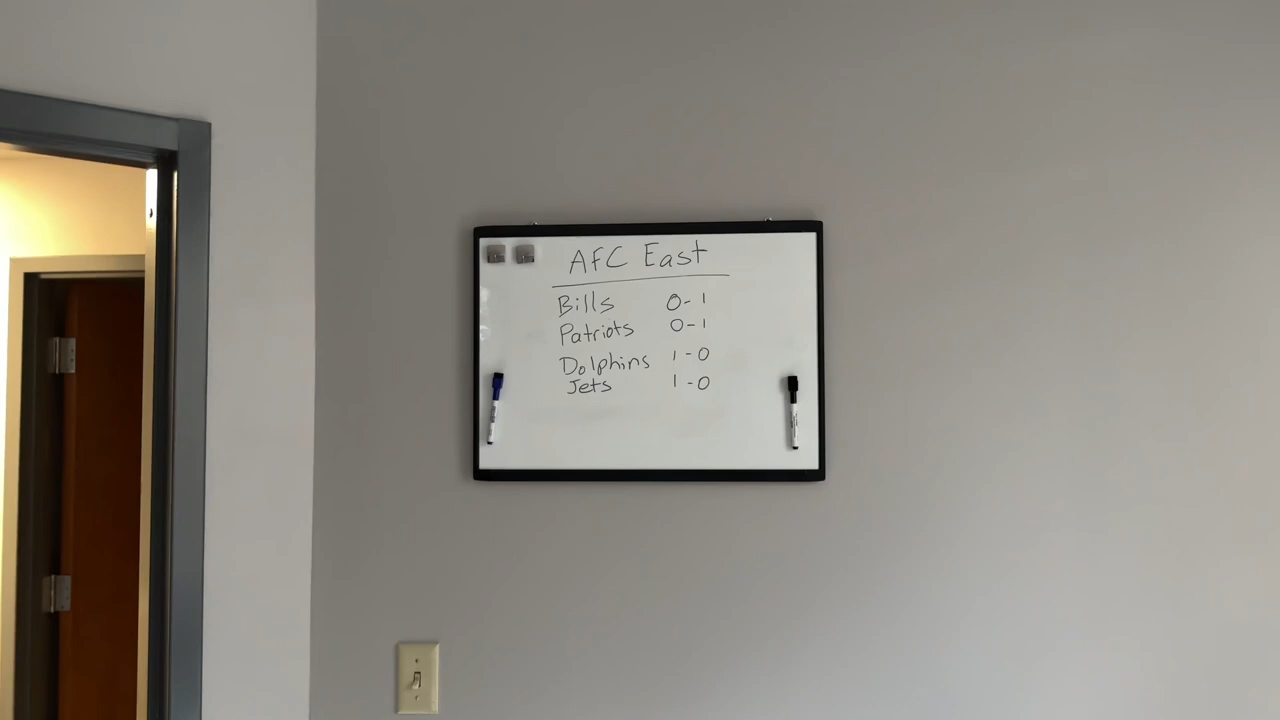 AFC East
Bills 0-1
Patriots 0-1
Dolphins 1-0
Jets 1-0